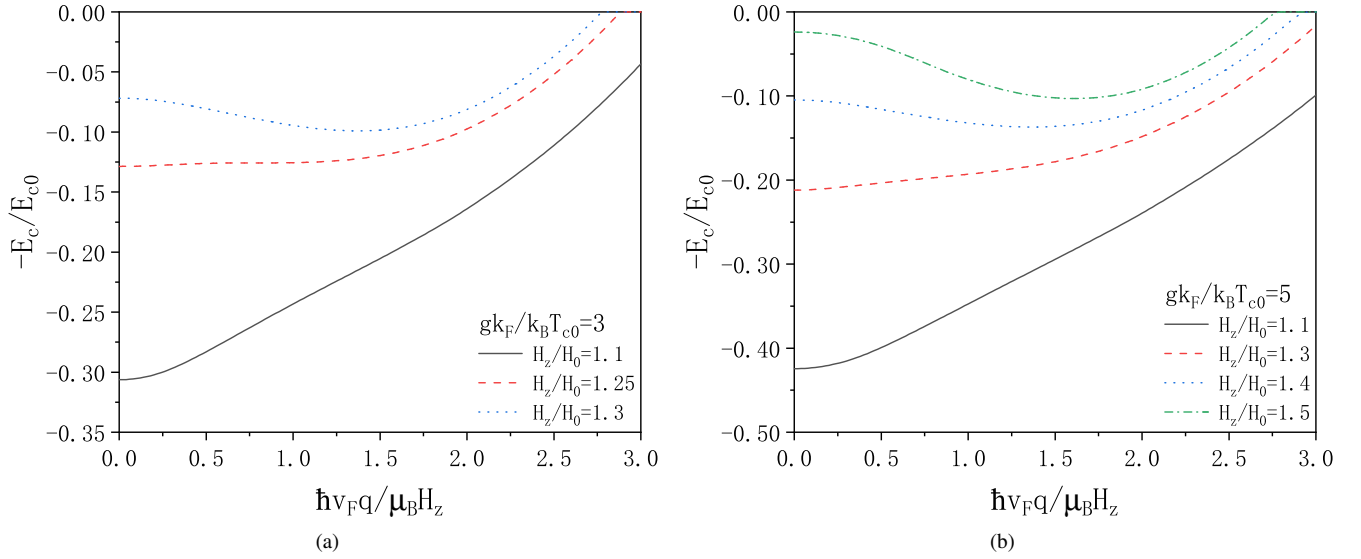 0.00
-0.05
-0.10
-0.15
-0.20
-0.25
-0.30
-0.35
-E_c/E_c0
0.0 0.5 1.0 1.5 2.0 2.5 3.0
ħv_Fq/μ_BH_z
gk_F/k_BT_c0=3
H_z/H_0=1.1
H_z/H_0=1.25
H_z/H_0=1.3
(a)
0.00
-0.10
-0.20
-0.30
-0.40
-0.50
-E_c/E_c0
0.0 0.5 1.0 1.5 2.0 2.5 3.0
ħv_Fq/μ_BH_z
gk_F/k_BT_c0=5
H_z/H_0=1.1
H_z/H_0=1.3
H_z/H_0=1.4
H_z/H_0=1.5
(b)